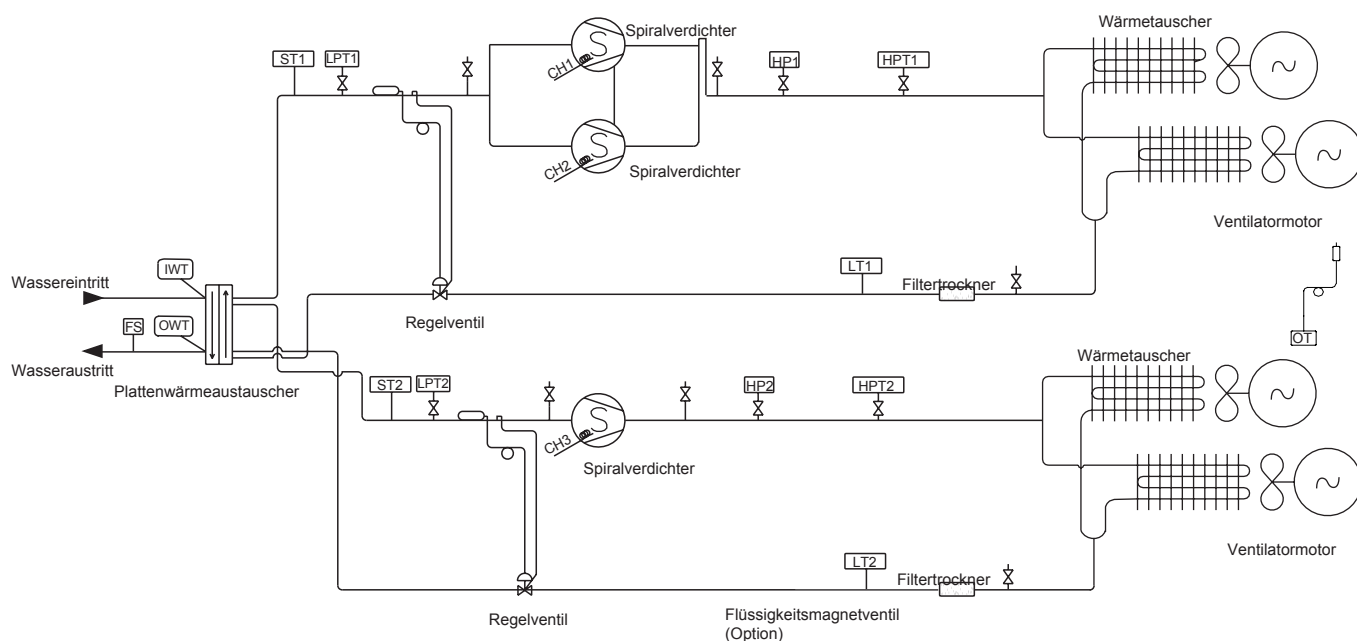 Spiralverdichter
Wärmetauscher
ST1
LPT1
CH1
HP1
HPT1
CH2
Spiralverdichter
Ventilatormotor
Wassereintritt
IWT
LT1
Filtertrockner
FS
OWT
Regelventil
OT
Wasseraustritt
Plattenwärmeaustauscher
Wärmetauscher
ST2
LPT2
HP2
HPT2
CH3
Spiralverdichter
Ventilatormotor
LT2
Filtertrockner
Regelventil
Flüssigkeitsmagnetventil
(Option)